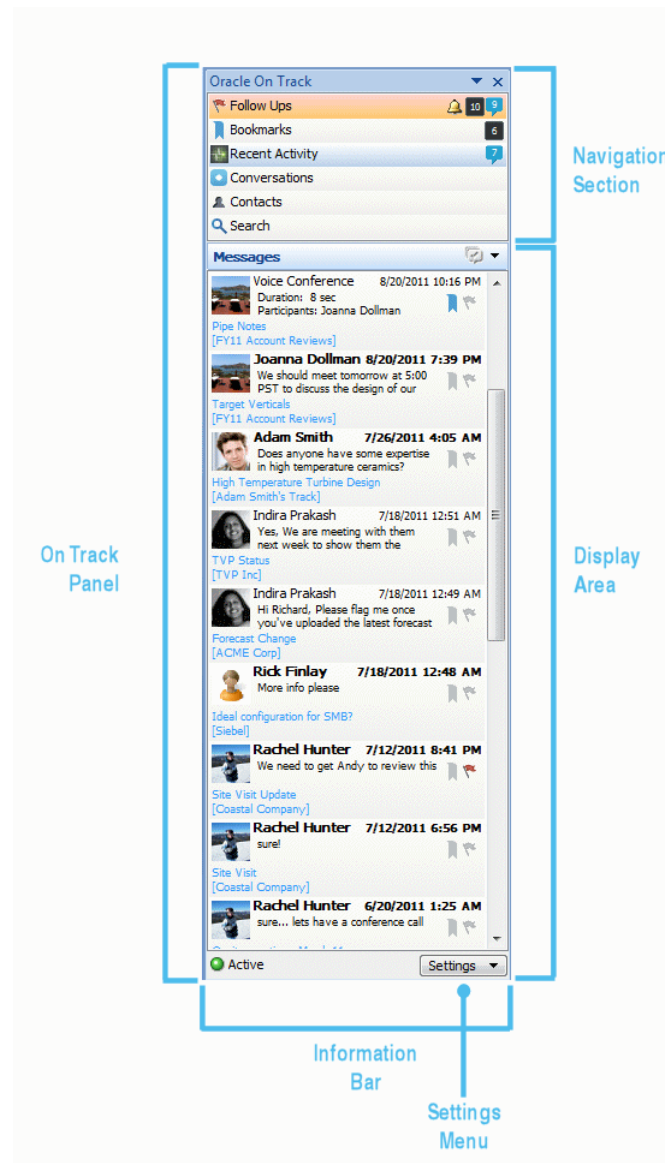 Oracle On Track
Follow Ups 10 9
Bookmarks 6
Recent Activity 7
Conversations
Contacts
Search
Navigation
Section
Messages
Voice Conference 8/20/2011 10:16 PM
Duration: 8 sec
Participants: Joanna Dollman
Pipe Notes
[FY11 Account Reviews]
Joanna Dollman 8/20/2011 7:39 PM
We should meet tomorrow at 5:00
PST to discuss the design of our
Target Verticals
[FY11 Account Reviews]
Adam Smith 7/26/2011 4:05 AM
Does anyone have some expertise
in high temperature ceramics?
High Temperature Turbine Design
[Adam Smith's Track]
Indira Prakash 7/18/2011 12:51 AM
Yes, We are meeting with them
next week to show them the
TVP Status
[TVP Inc]
On Track
Panel
Display
Area
Indira Prakash 7/18/2011 12:49 AM
Hi Richard, Please flag me once
you've uploaded the latest forecast
Forecast Change
[ACME Corp]
Rick Finlay 7/18/2011 12:48 AM
More info please
Ideal configuration for SMB?
[Siebel]
Rachel Hunter 7/12/2011 8:41 PM
We need to get Andy to review this
Site Visit Update
[Coastal Company]
Rachel Hunter 7/12/2011 6:56 PM
sure!
Site Visit
[Coastal Company]
Rachel Hunter 6/20/2011 1:25 AM
sure... lets have a conference call
Active
Settings
Information
Bar
Settings
Menu